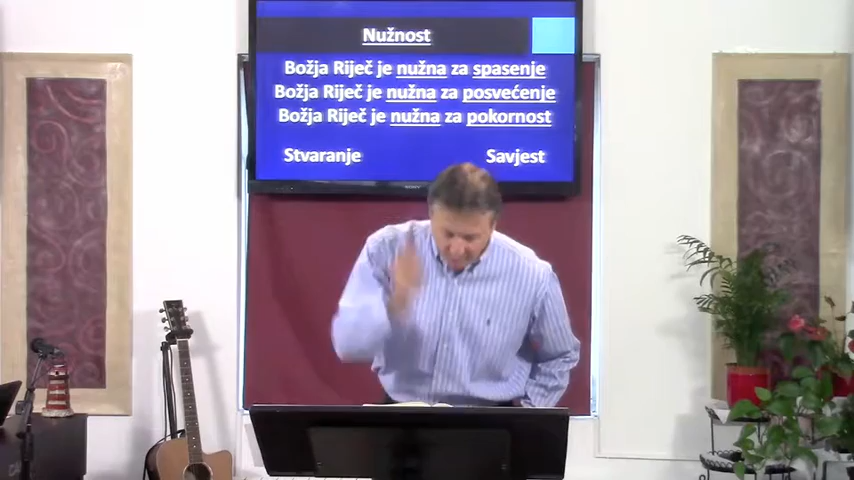 Nužnost
Božja Riječ je nužna za spasenje
Božja Riječ je nužna za posvećenje
Božja Riječ je nužna za pokornost
Stvaranje Savjest
SONY